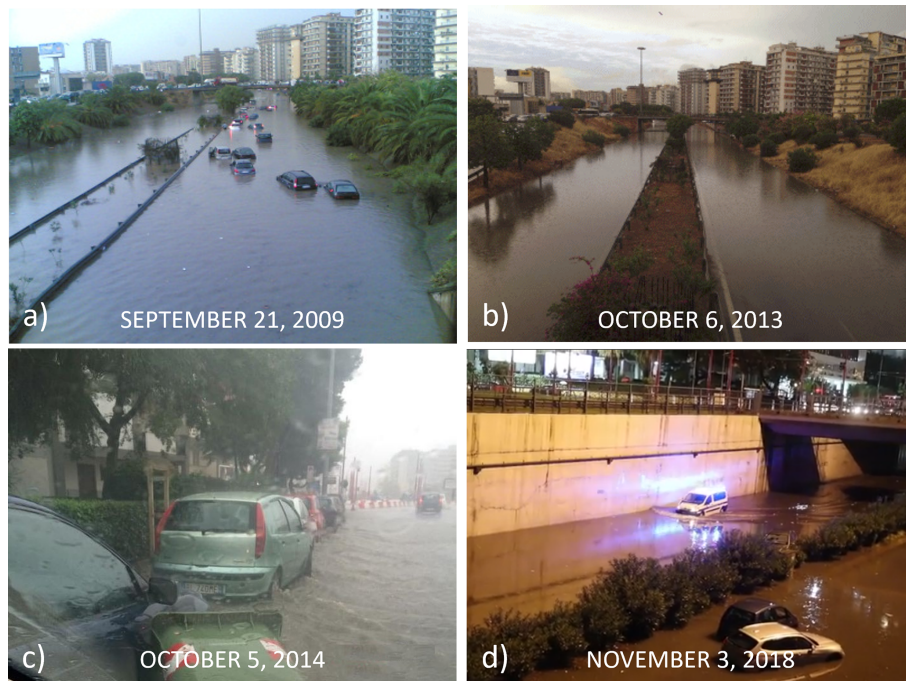 a)
SEPTEMBER 21, 2009
b)
OCTOBER 6, 2013
c)
OCTOBER 5, 2014
d)
NOVEMBER 3, 2018